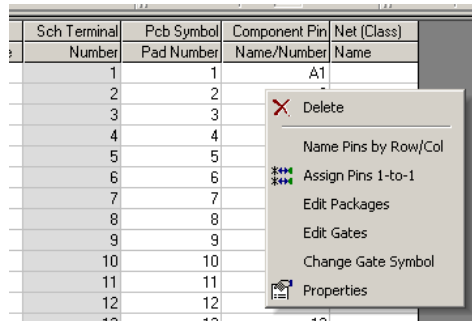 Sch Terminal Pcb Symbol Component Pin Net (Class)
Number Pad Number Name/Number Name
1 1 A1
2 2
3 3
4 4
5 5
6 6
7 7
8 8
9 9
10 10
11 11
12 12
Delete
Name Pins by Row/Col
Assign Pins 1-to-1
Edit Packages
Edit Gates
Change Gate Symbol
Properties